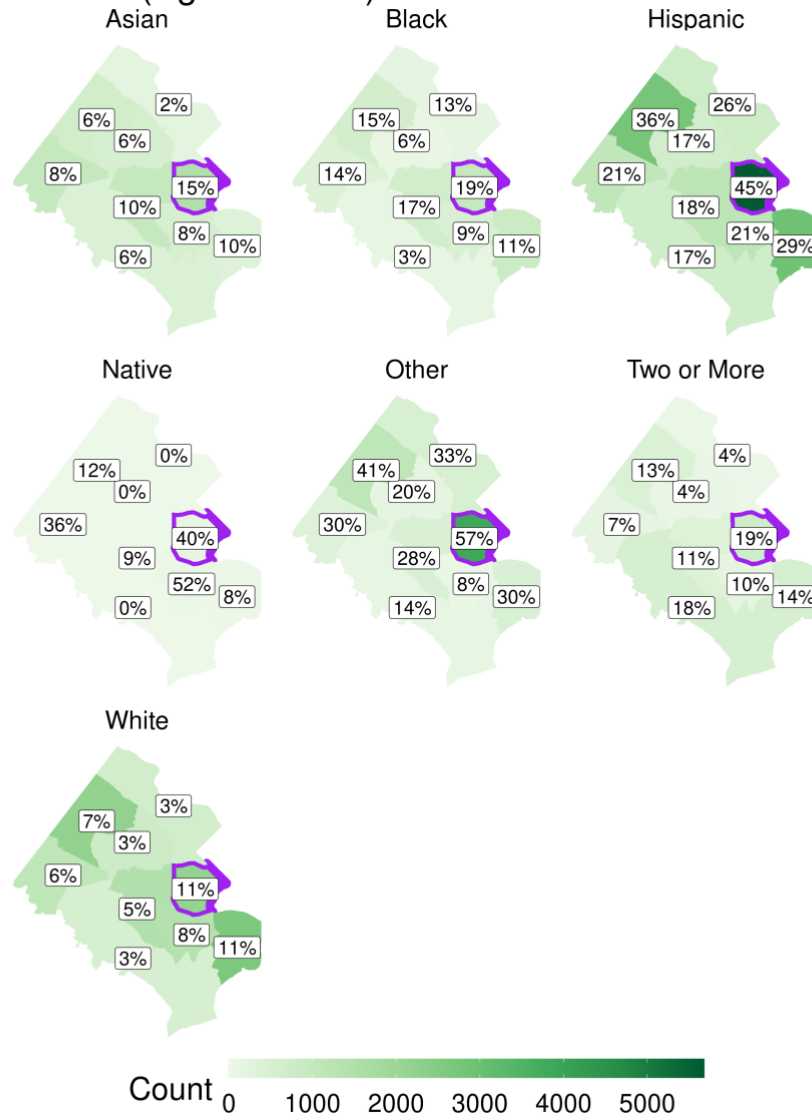 Asian Black Hispanic
2% 13% 26%
6% 15% 36%
6% 6% 17%
8% 14% 21%
15% 19% 45%
10% 17% 18%
8% 9% 21%
10% 11% 29%
6% 3% 17%
Native Other Two or More
0% 33% 4%
12% 41% 13%
0% 20% 4%
36% 30% 7%
40% 57% 19%
9% 28% 11%
52% 8% 10%
8% 30% 14%
0% 14% 18%
White
3%
7%
3%
6%
11%
5%
8%
11%
3%
Count 0 1000 2000 3000 4000 5000